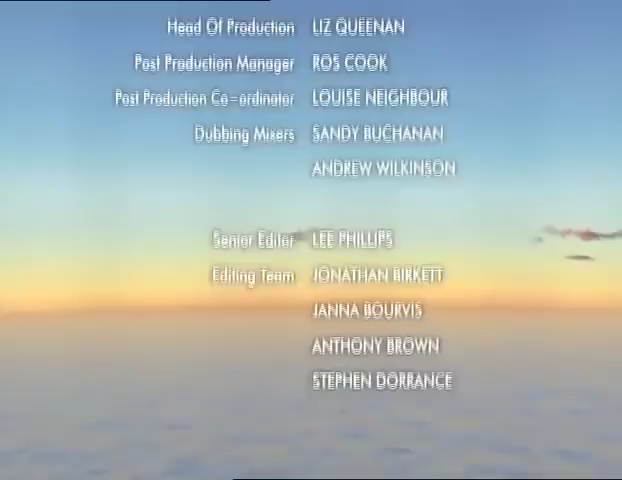 Head Of Production LIZ QUEENAN
Post Production Manager ROS COOK
Post Production Co-ordinator LOUISE NEIGHBOUR
Dubbing Mixers SANDY BUCHANAN
ANDREW WILKINSON
Senior Editor LEE PHILLIPS
Editing Team JONATHAN BIRKETT
JANNA BOURVIS
ANTHONY BROWN
STEPHEN DORRANCE